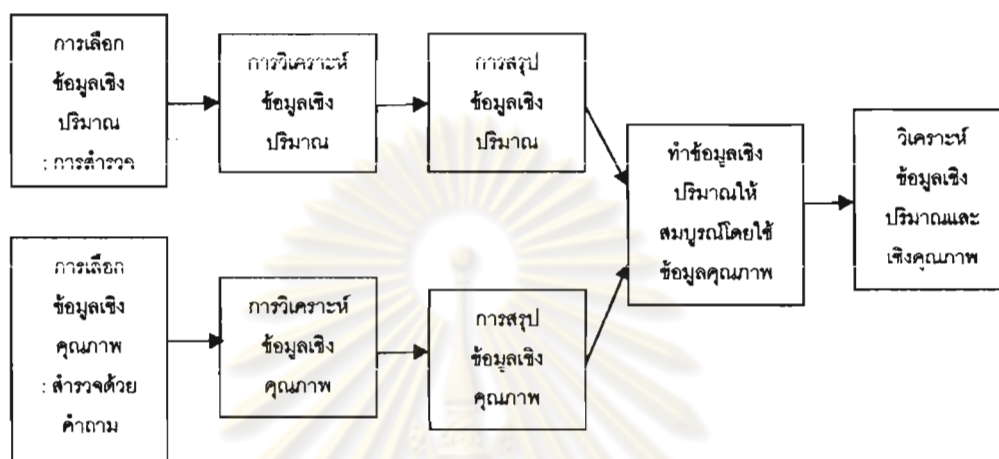 การเลือก
ข้อมูลเชิง
ปริมาณ
: การสำรวจ
การวิเคราะห์
ข้อมูลเชิง
ปริมาณ
การสรุป
ข้อมูลเชิง
ปริมาณ
ทำข้อมูลเชิง
ปริมาณให้
สมบูรณ์โดยใช้
ข้อมูลคุณภาพ
วิเคราะห์
ข้อมูลเชิง
ปริมาณและ
เชิงคุณภาพ
การเลือก
ข้อมูลเชิง
คุณภาพ
: สำรวจด้วย
คำถาม
การวิเคราะห์
ข้อมูลเชิง
คุณภาพ
การสรุป
ข้อมูลเชิง
คุณภาพ